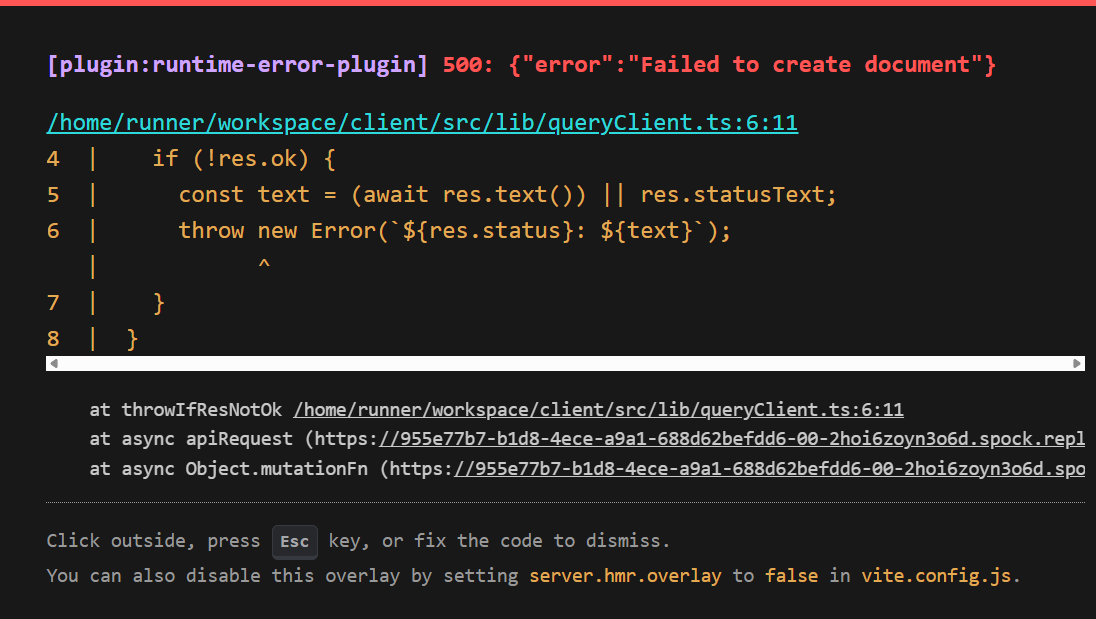 [plugin:runtime-error-plugin] 500: {"error":"Failed to create document"}
/home/runner/workspace/client/src/lib/queryClient.ts:6:11
4  |    if (!res.ok) {
5  |      const text = (await res.text()) || res.statusText;
6  |      throw new Error(`${res.status}: ${text}`);
   |            ^
7  |    }
8  |  }
at throwIfResNotOk /home/runner/workspace/client/src/lib/queryClient.ts:6:11
at async apiRequest (https://955e77b7-b1d8-4ece-a9a1-688d62befdd6-00-2hoi6zoyn3o6d.spock.repl
at async Object.mutationFn (https://955e77b7-b1d8-4ece-a9a1-688d62befdd6-00-2hoi6zoyn3o6d.spo
Click outside, press Esc key, or fix the code to dismiss.
You can also disable this overlay by setting server.hmr.overlay to false in vite.config.js.